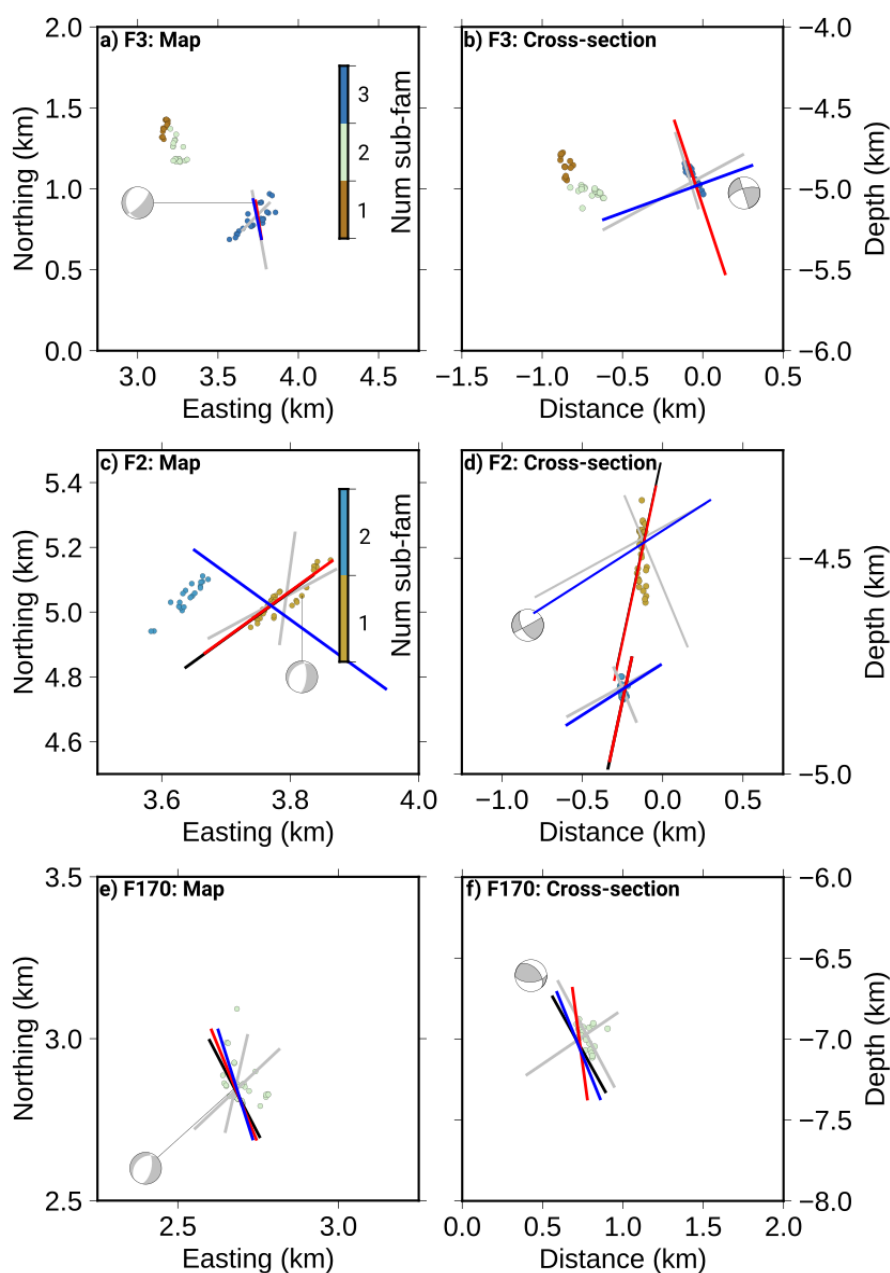 a) F3: Map
2.0
1.5
1.0
0.5
0.0
Northing (km)
3
2
1
Num sub-fam
3.0 3.5 4.0 4.5
Easting (km)
b) F3: Cross-section
−4.0
−4.5
−5.0
−5.5
−6.0
Depth (km)
−1.5 −1.0 −0.5 0.0 0.5
Distance (km)
c) F2: Map
5.4
5.2
5.0
4.8
4.6
Northing (km)
2
1
Num sub-fam
3.6 3.8 4.0
Easting (km)
d) F2: Cross-section
−4.5
−5.0
Depth (km)
−1.0 −0.5 0.0 0.5
Distance (km)
e) F170: Map
3.5
3.0
2.5
Northing (km)
2.5 3.0
Easting (km)
f) F170: Cross-section
−6.0
−6.5
−7.0
−7.5
−8.0
Depth (km)
0.0 0.5 1.0 1.5 2.0
Distance (km)